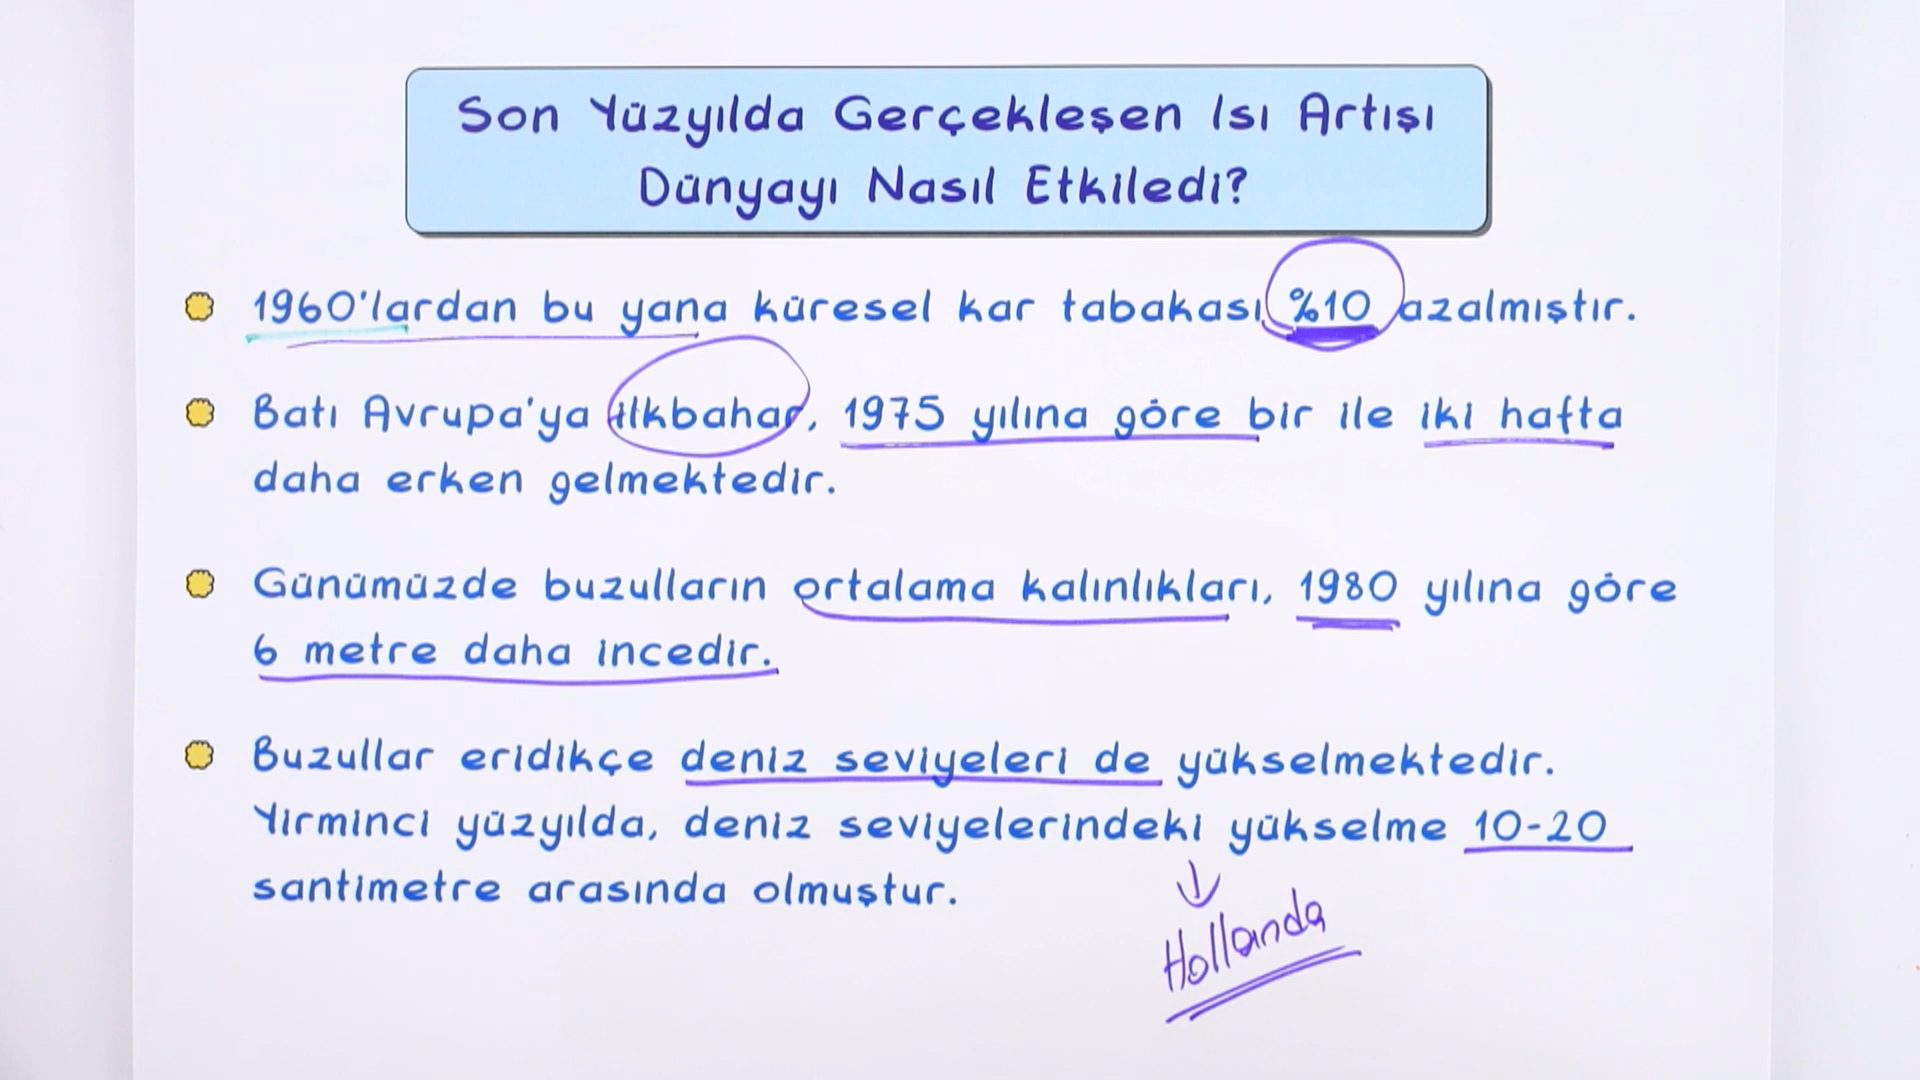 Son Yüzyılda Gerçekleşen Isı Artışı
Dünyayı Nasıl Etkiledi?
1960'lardan bu yana küresel kar tabakası %10 azalmıştır.
Batı Avrupa'ya ilkbahar, 1975 yılına göre bir ile iki hafta
daha erken gelmektedir.
Günümüzde buzulların ortalama kalınlıkları, 1980 yılına göre
6 metre daha incedir.
Buzullar eridikçe deniz seviyeleri de yükselmektedir.
Yirminci yüzyılda, deniz seviyelerindeki yükselme 10-20
santimetre arasında olmuştur.
Hollanda